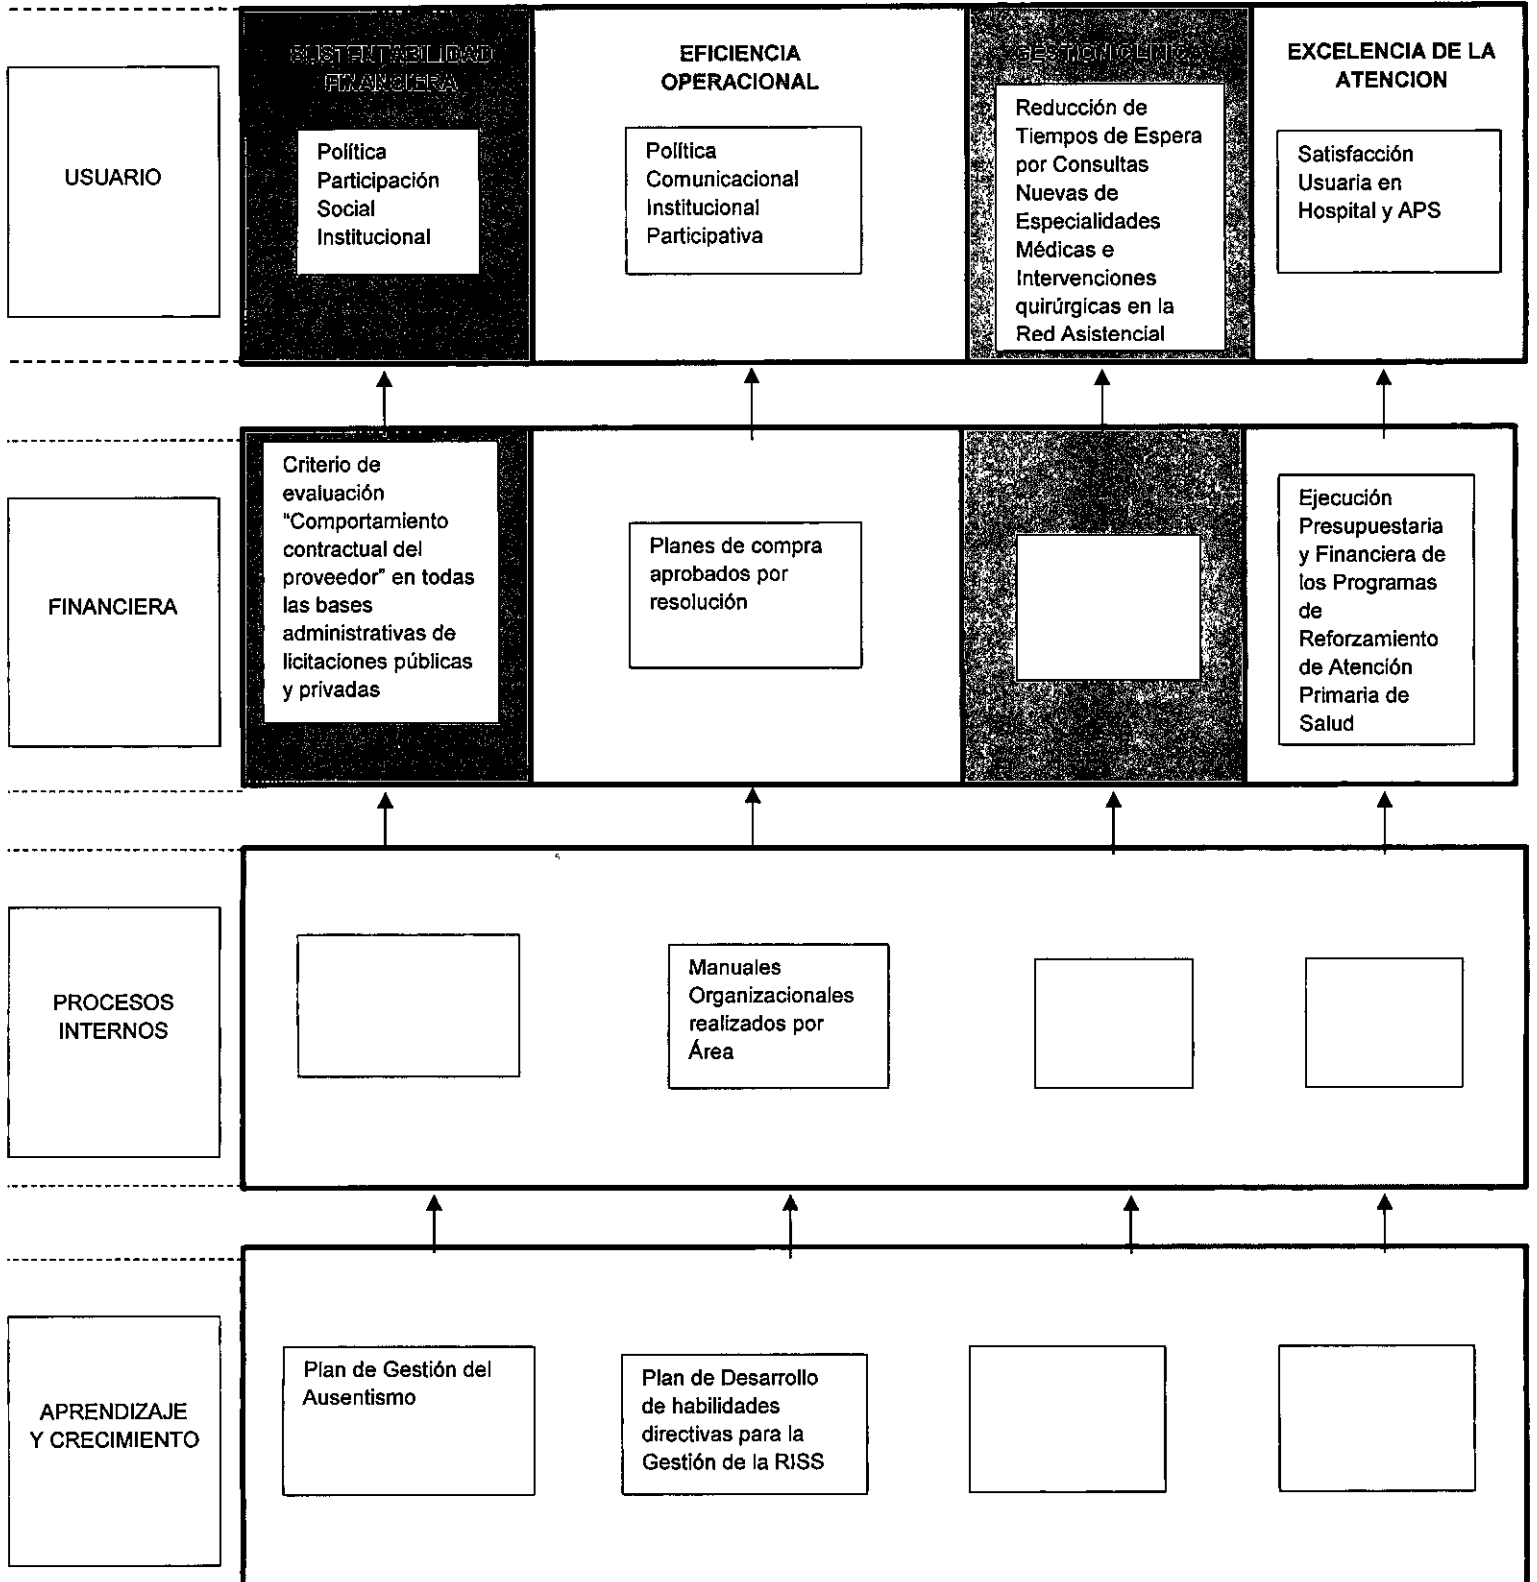 SUSTENTABILIDAD
FINANCIERA
EFICIENCIA
OPERACIONAL
GESTION CLINICA
EXCELENCIA DE LA
ATENCION
USUARIO
Política
Participación
Social
Institucional
Política
Comunicacional
Institucional
Participativa
Reducción de
Tiempos de Espera
por Consultas
Nuevas de
Especialidades
Médicas e
Intervenciones
quirúrgicas en la
Red Asistencial
Satisfacción
Usuaria en
Hospital y APS
FINANCIERA
Criterio de
evaluación
"Comportamiento
contractual del
proveedor" en todas
las bases
administrativas de
licitaciones públicas
y privadas
Planes de compra
aprobados por
resolución
Ejecución
Presupuestaria
y Financiera de
los Programas
de
Reforzamiento
de Atención
Primaria de
Salud
PROCESOS
INTERNOS
Manuales
Organizacionales
realizados por
Área
APRENDIZAJE
Y CRECIMIENTO
Plan de Gestión del
Ausentismo
Plan de Desarrollo
de habilidades
directivas para la
Gestión de la RISS